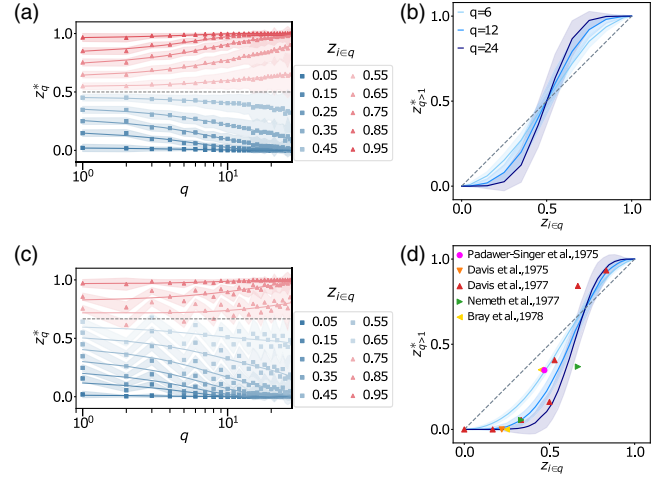 (a)
z*q
1.0
0.5
0.0
10^0
10^1
q
z_{i∈q}
0.05 0.55
0.15 0.65
0.25 0.75
0.35 0.85
0.45 0.95
(b)
q=6
q=12
q=24
z*_{q>1}
1.0
0.5
0.0
0.0 0.5 1.0
z_{i∈q}
(c)
z*q
1.0
0.5
0.0
10^0
10^1
q
z_{i∈q}
0.05 0.55
0.15 0.65
0.25 0.75
0.35 0.85
0.45 0.95
(d)
Padawer-Singer et al.,1975
Davis et al.,1975
Davis et al.,1977
Nemeth et al.,1977
Bray et al.,1978
z*_{q>1}
1.0
0.5
0.0
0.0 0.5 1.0
z_{i∈q}